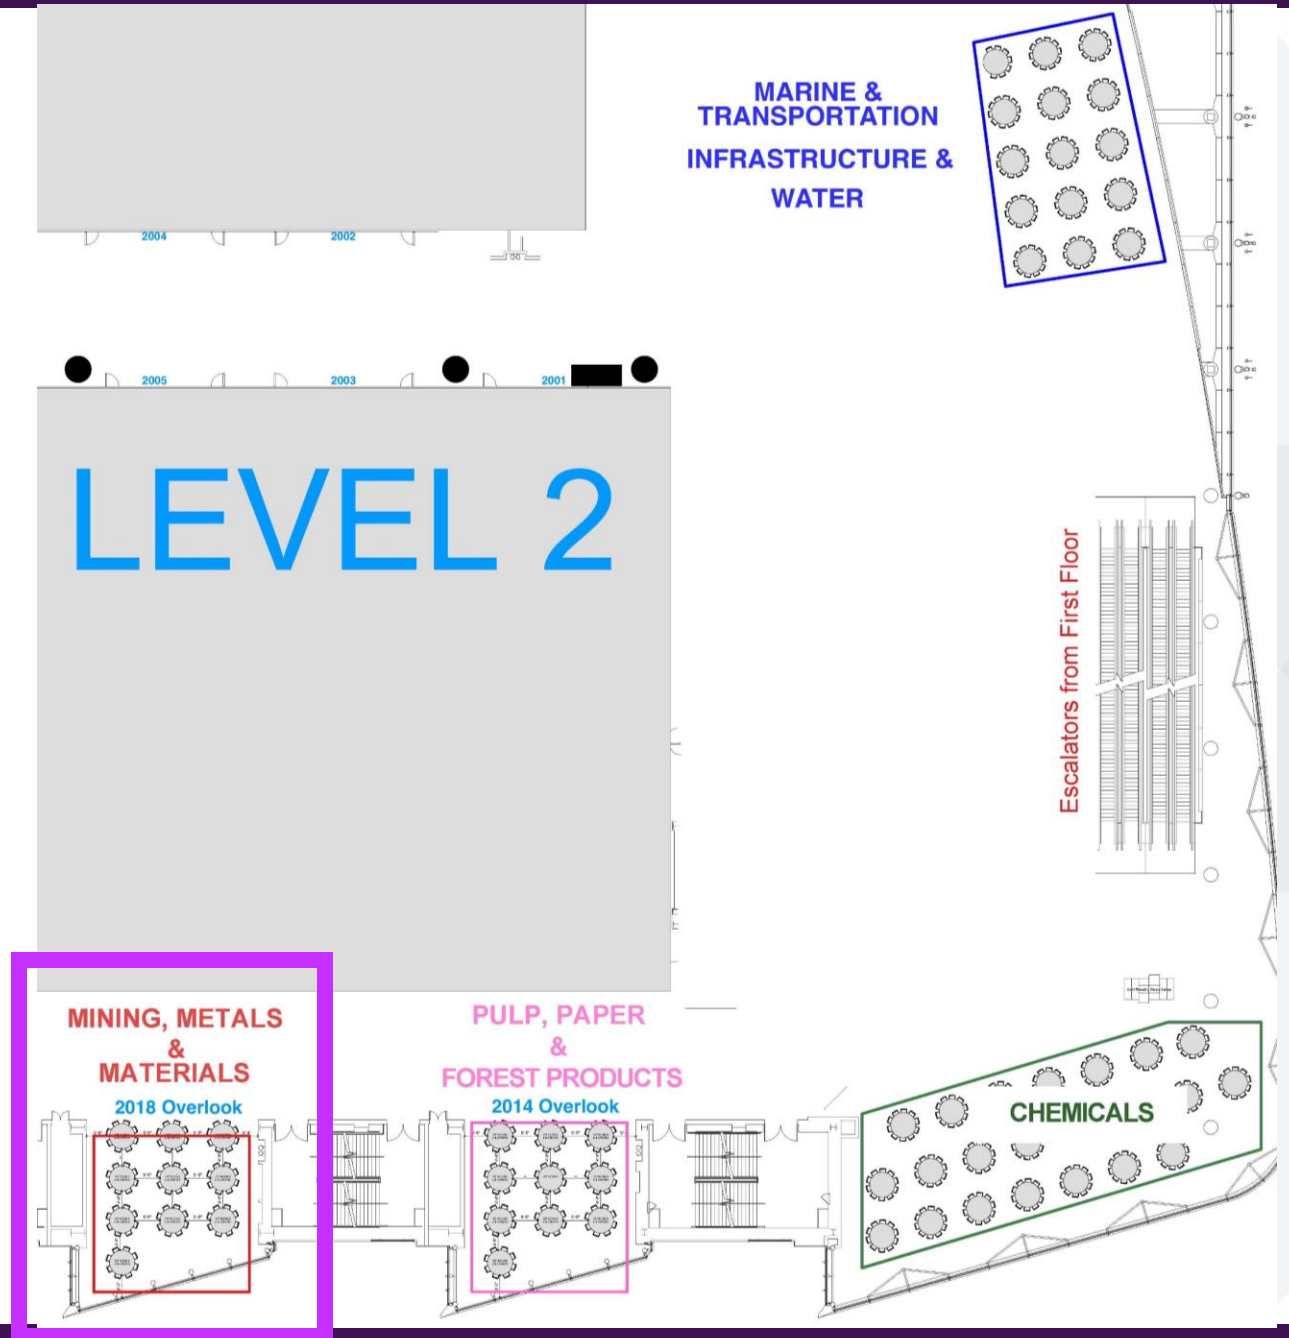 MARINE &
TRANSPORTATION
INFRASTRUCTURE &
WATER
2004
2002
2005
2003
2001
LEVEL 2
Escalators from First Floor
MINING, METALS
&
MATERIALS
2018 Overlook
PULP, PAPER
&
FOREST PRODUCTS
2014 Overlook
CHEMICALS